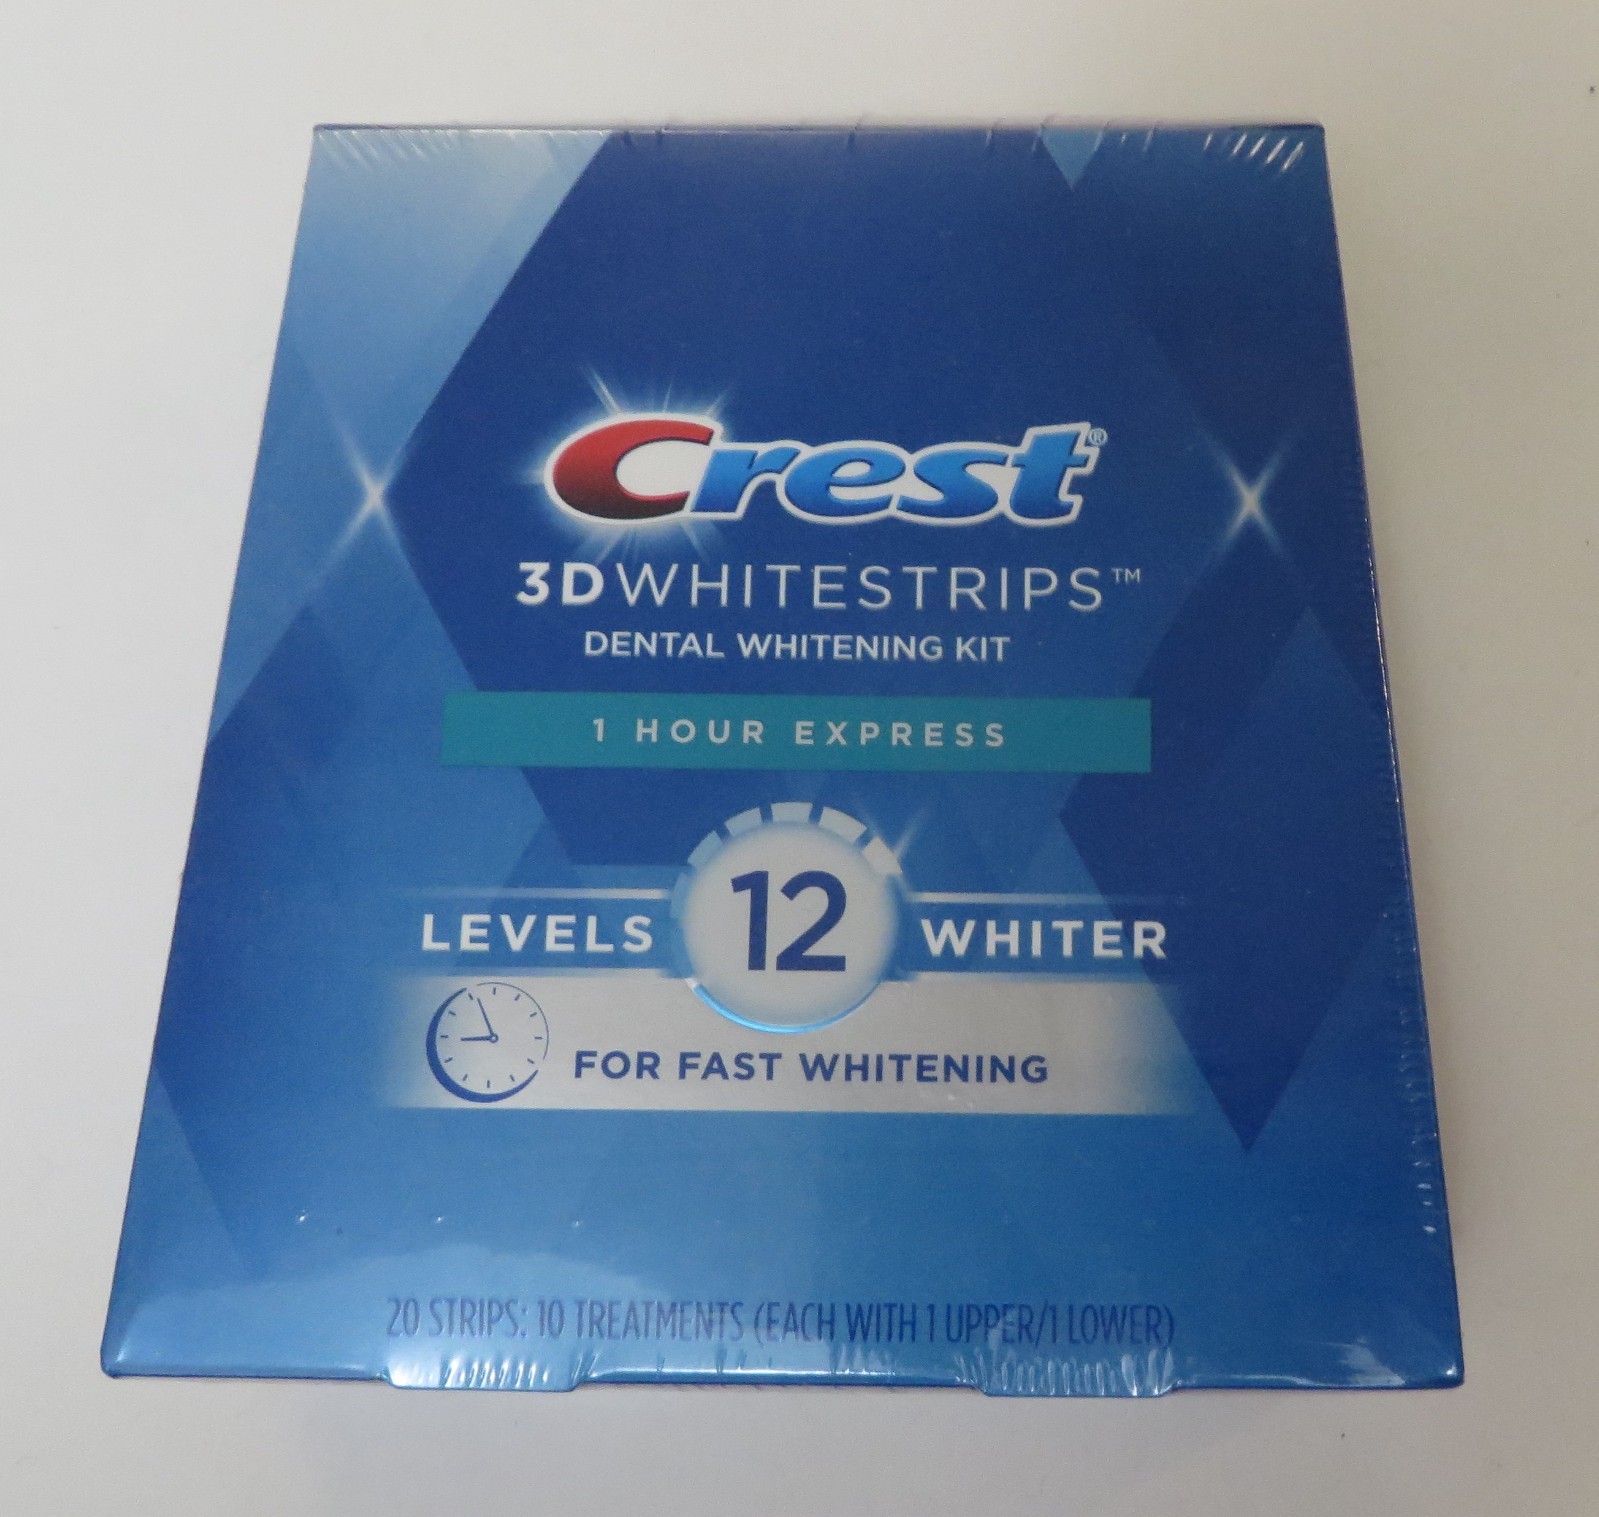 Crest®
3DWHITESTRIPS™
DENTAL WHITENING KIT
1 HOUR EXPRESS
LEVELS 12 WHITER
FOR FAST WHITENING
20 STRIPS: 10 TREATMENTS (EACH WITH 1 UPPER/1 LOWER)